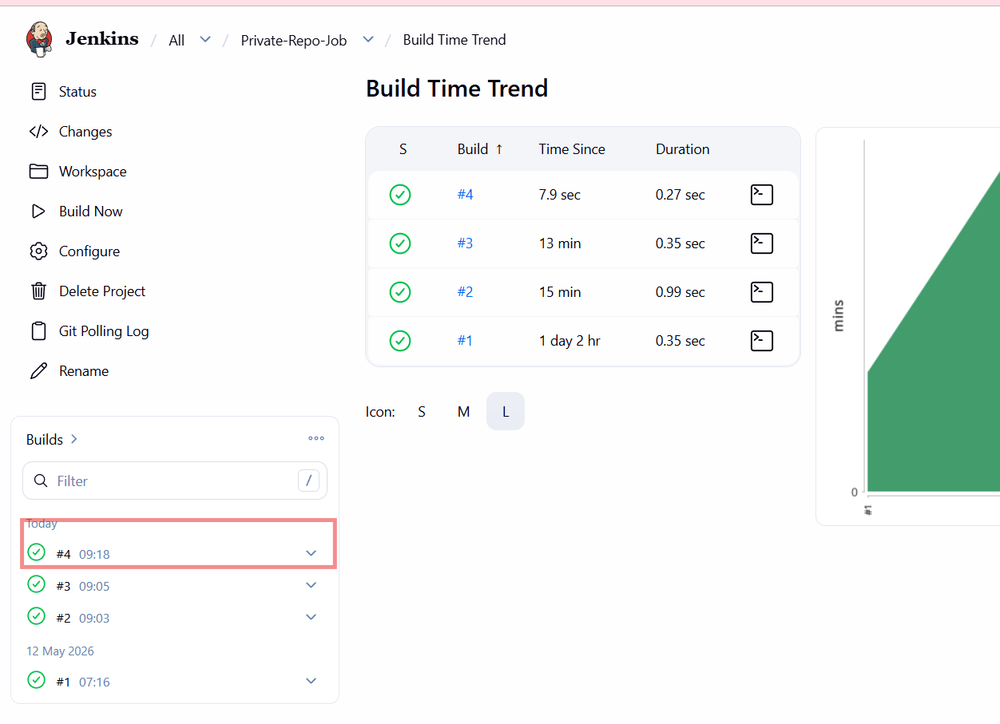 Jenkins / All / Private-Repo-Job / Build Time Trend
Status
Changes
Workspace
Build Now
Configure
Delete Project
Git Polling Log
Rename
Builds
Filter /
Today
#4 09:18
#3 09:05
#2 09:03
12 May 2026
#1 07:16
Build Time Trend
S Build ↑ Time Since Duration
#4 7.9 sec 0.27 sec
#3 13 min 0.35 sec
#2 15 min 0.99 sec
#1 1 day 2 hr 0.35 sec
Icon: S M L
mins
0
#1